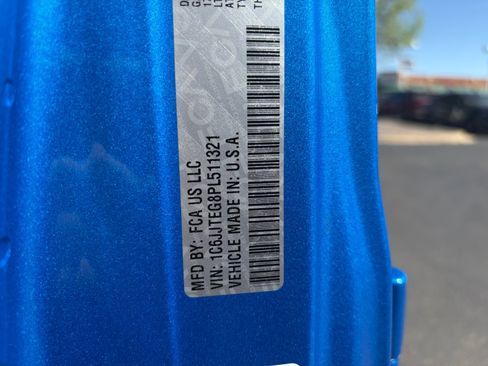 MFD BY: FCA US LLC
VIN: 1C6JJTEG8PL511321
VEHICLE MADE IN: U.S.A.